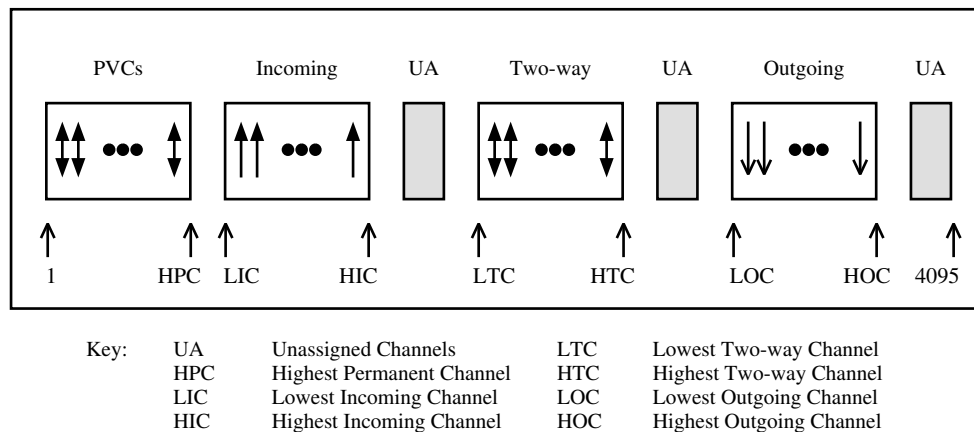 PVCs Incoming UA Two-way UA Outgoing UA
1 HPC LIC HIC LTC HTC LOC HOC 4095
Key: UA Unassigned Channels LTC Lowest Two-way Channel
HPC Highest Permanent Channel HTC Highest Two-way Channel
LIC Lowest Incoming Channel LOC Lowest Outgoing Channel
HIC Highest Incoming Channel HOC Highest Outgoing Channel